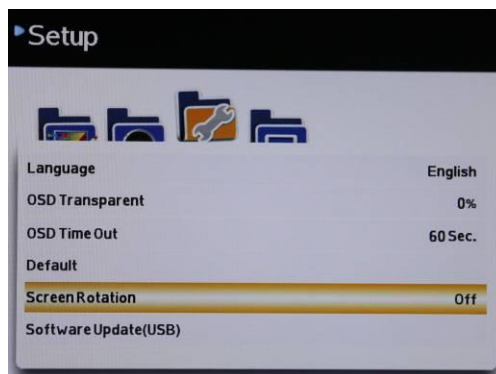 Setup
Language English
OSD Transparent 0%
OSD Time Out 60 Sec.
Default
Screen Rotation Off
Software Update(USB)